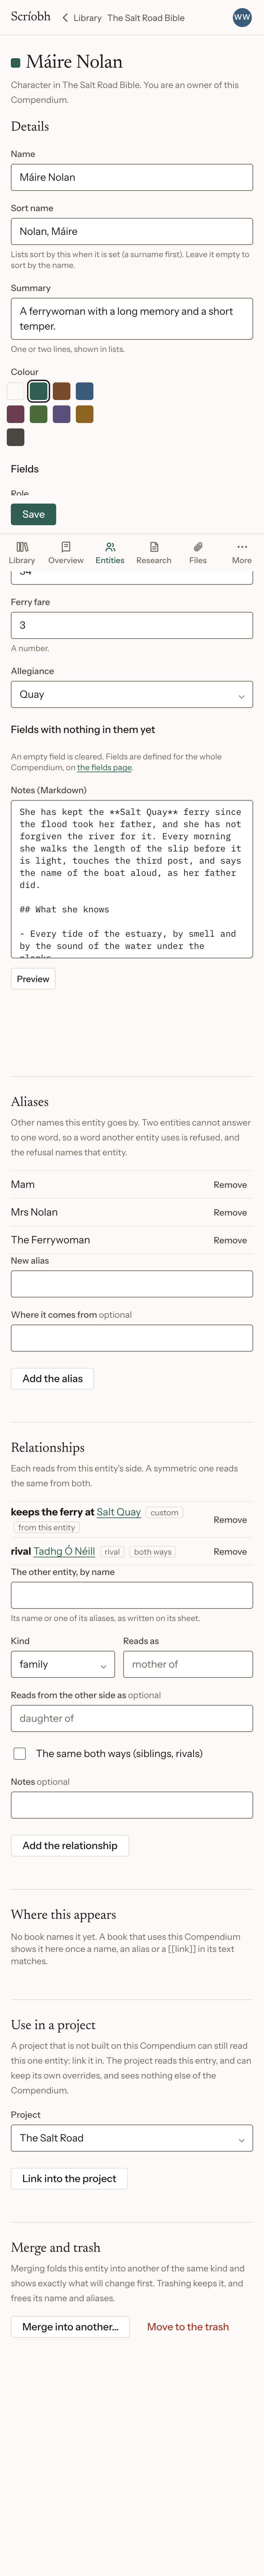 Scríobh
Library The Salt Road Bible
WW
Máire Nolan
Character in The Salt Road Bible. You are an owner of this
Compendium.
Details
Name
Máire Nolan
Sort name
Nolan, Máire
Lists sort by this when it is set (a surname first). Leave it empty to
sort by the name.
Summary
A ferrywoman with a long memory and a short
temper.
One or two lines, shown in lists.
Colour
Fields
Role
Save
Library Overview Entities Research Files More
Ferry fare
3
A number.
Allegiance
Quay
Fields with nothing in them yet
An empty field is cleared. Fields are defined for the whole
Compendium, on the fields page.
Notes (Markdown)
She has kept the **Salt Quay** ferry since
the flood took her father, and she has not
forgiven the river for it. Every morning
she walks the length of the slip before it
is light, touches the third post, and says
the name of the boat aloud, as her father
did.
## What she knows
- Every tide of the estuary, by smell and
by the sound of the water under the
Preview
Aliases
Other names this entity goes by. Two entities cannot answer
to one word, so a word another entity uses is refused, and
the refusal names that entity.
Mam Remove
Mrs Nolan Remove
The Ferrywoman Remove
New alias
Where it comes from optional
Add the alias
Relationships
Each reads from this entity's side. A symmetric one reads
the same from both.
keeps the ferry at Salt Quay custom
from this entity
Remove
rival Tadhg Ó Néill rival both ways Remove
The other entity, by name
Its name or one of its aliases, as written on its sheet.
Kind Reads as
family mother of
Reads from the other side as optional
daughter of
The same both ways (siblings, rivals)
Notes optional
Add the relationship
Where this appears
No book names it yet. A book that uses this Compendium
shows it here once a name, an alias or a [[link]] in its text
matches.
Use in a project
A project that is not built on this Compendium can still read
this one entity: link it in. The project reads this entry, and can
keep its own overrides, and sees nothing else of the
Compendium.
Project
The Salt Road
Link into the project
Merge and trash
Merging folds this entity into another of the same kind and
shows exactly what will change first. Trashing keeps it, and
frees its name and aliases.
Merge into another… Move to the trash